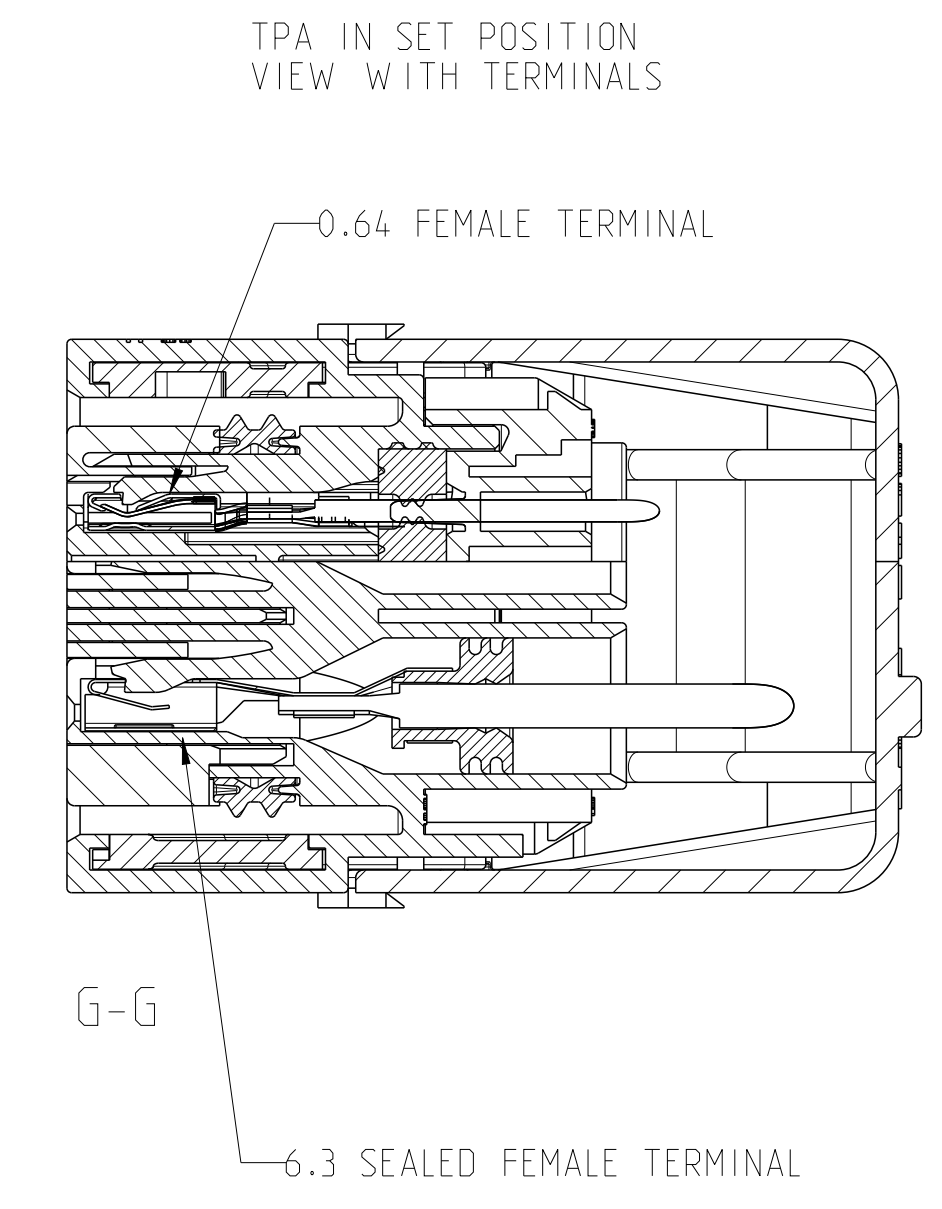 TPA IN SET POSITION
VIEW WITH TERMINALS
0.64 FEMALE TERMINAL
G-G
6.3 SEALED FEMALE TERMINAL